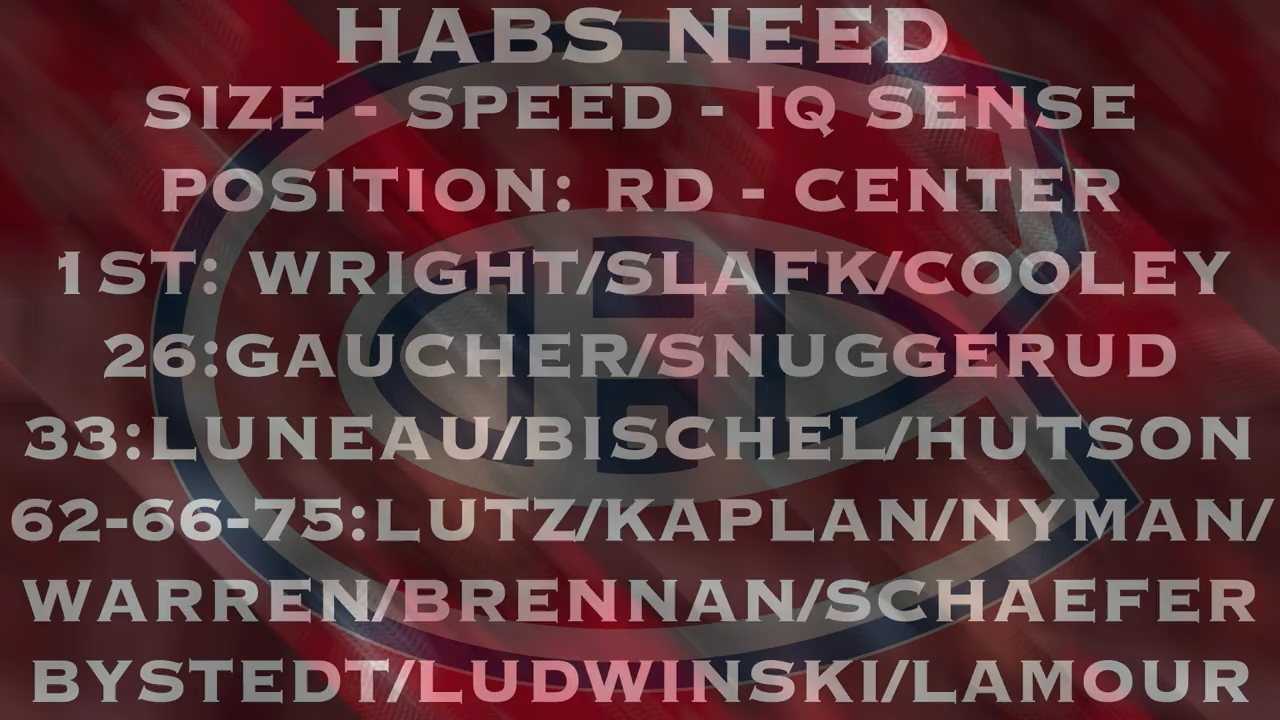 HABS NEED
SIZE - SPEED - IQ SENSE
POSITION: RD - CENTER
1ST: WRIGHT/SLAFK/COOLEY
26:GAUCHER/SNUGGERUD
33:LUNEAU/BISCHEL/HUTSON
62-66-75:LUTZ/KAPLAN/NYMAN/
WARREN/BRENNAN/SCHAEFER
BYSTEDT/LUDWINSKI/LAMOUR